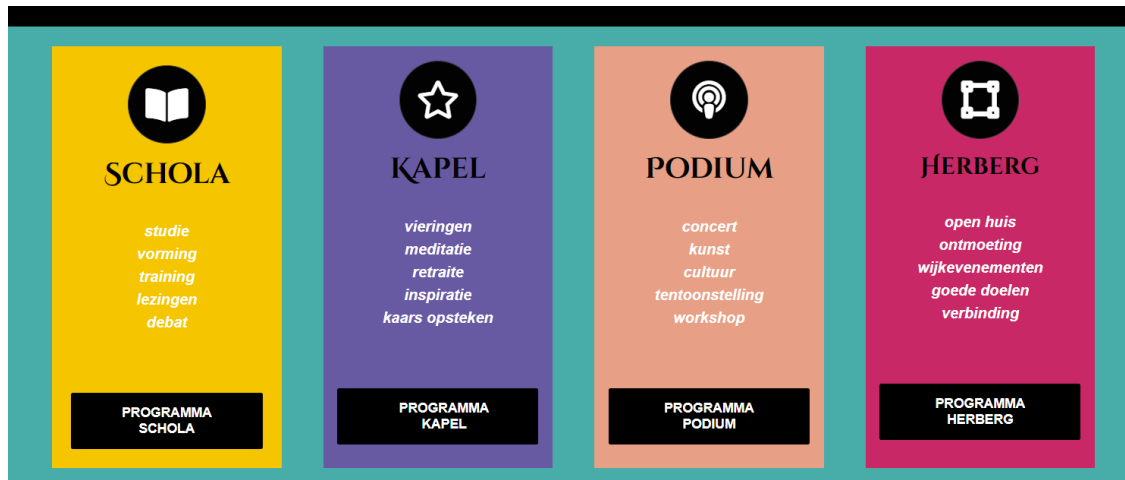 Schola
studie
vorming
training
lezingen
debat
PROGRAMMA
SCHOLA
Kapel
vieringen
meditatie
retraite
inspiratie
kaars opsteken
PROGRAMMA
KAPEL
Podium
concert
kunst
cultuur
tentoonstelling
workshop
PROGRAMMA
PODIUM
Herberg
open huis
ontmoeting
wijkevenementen
goede doelen
verbinding
PROGRAMMA
HERBERG